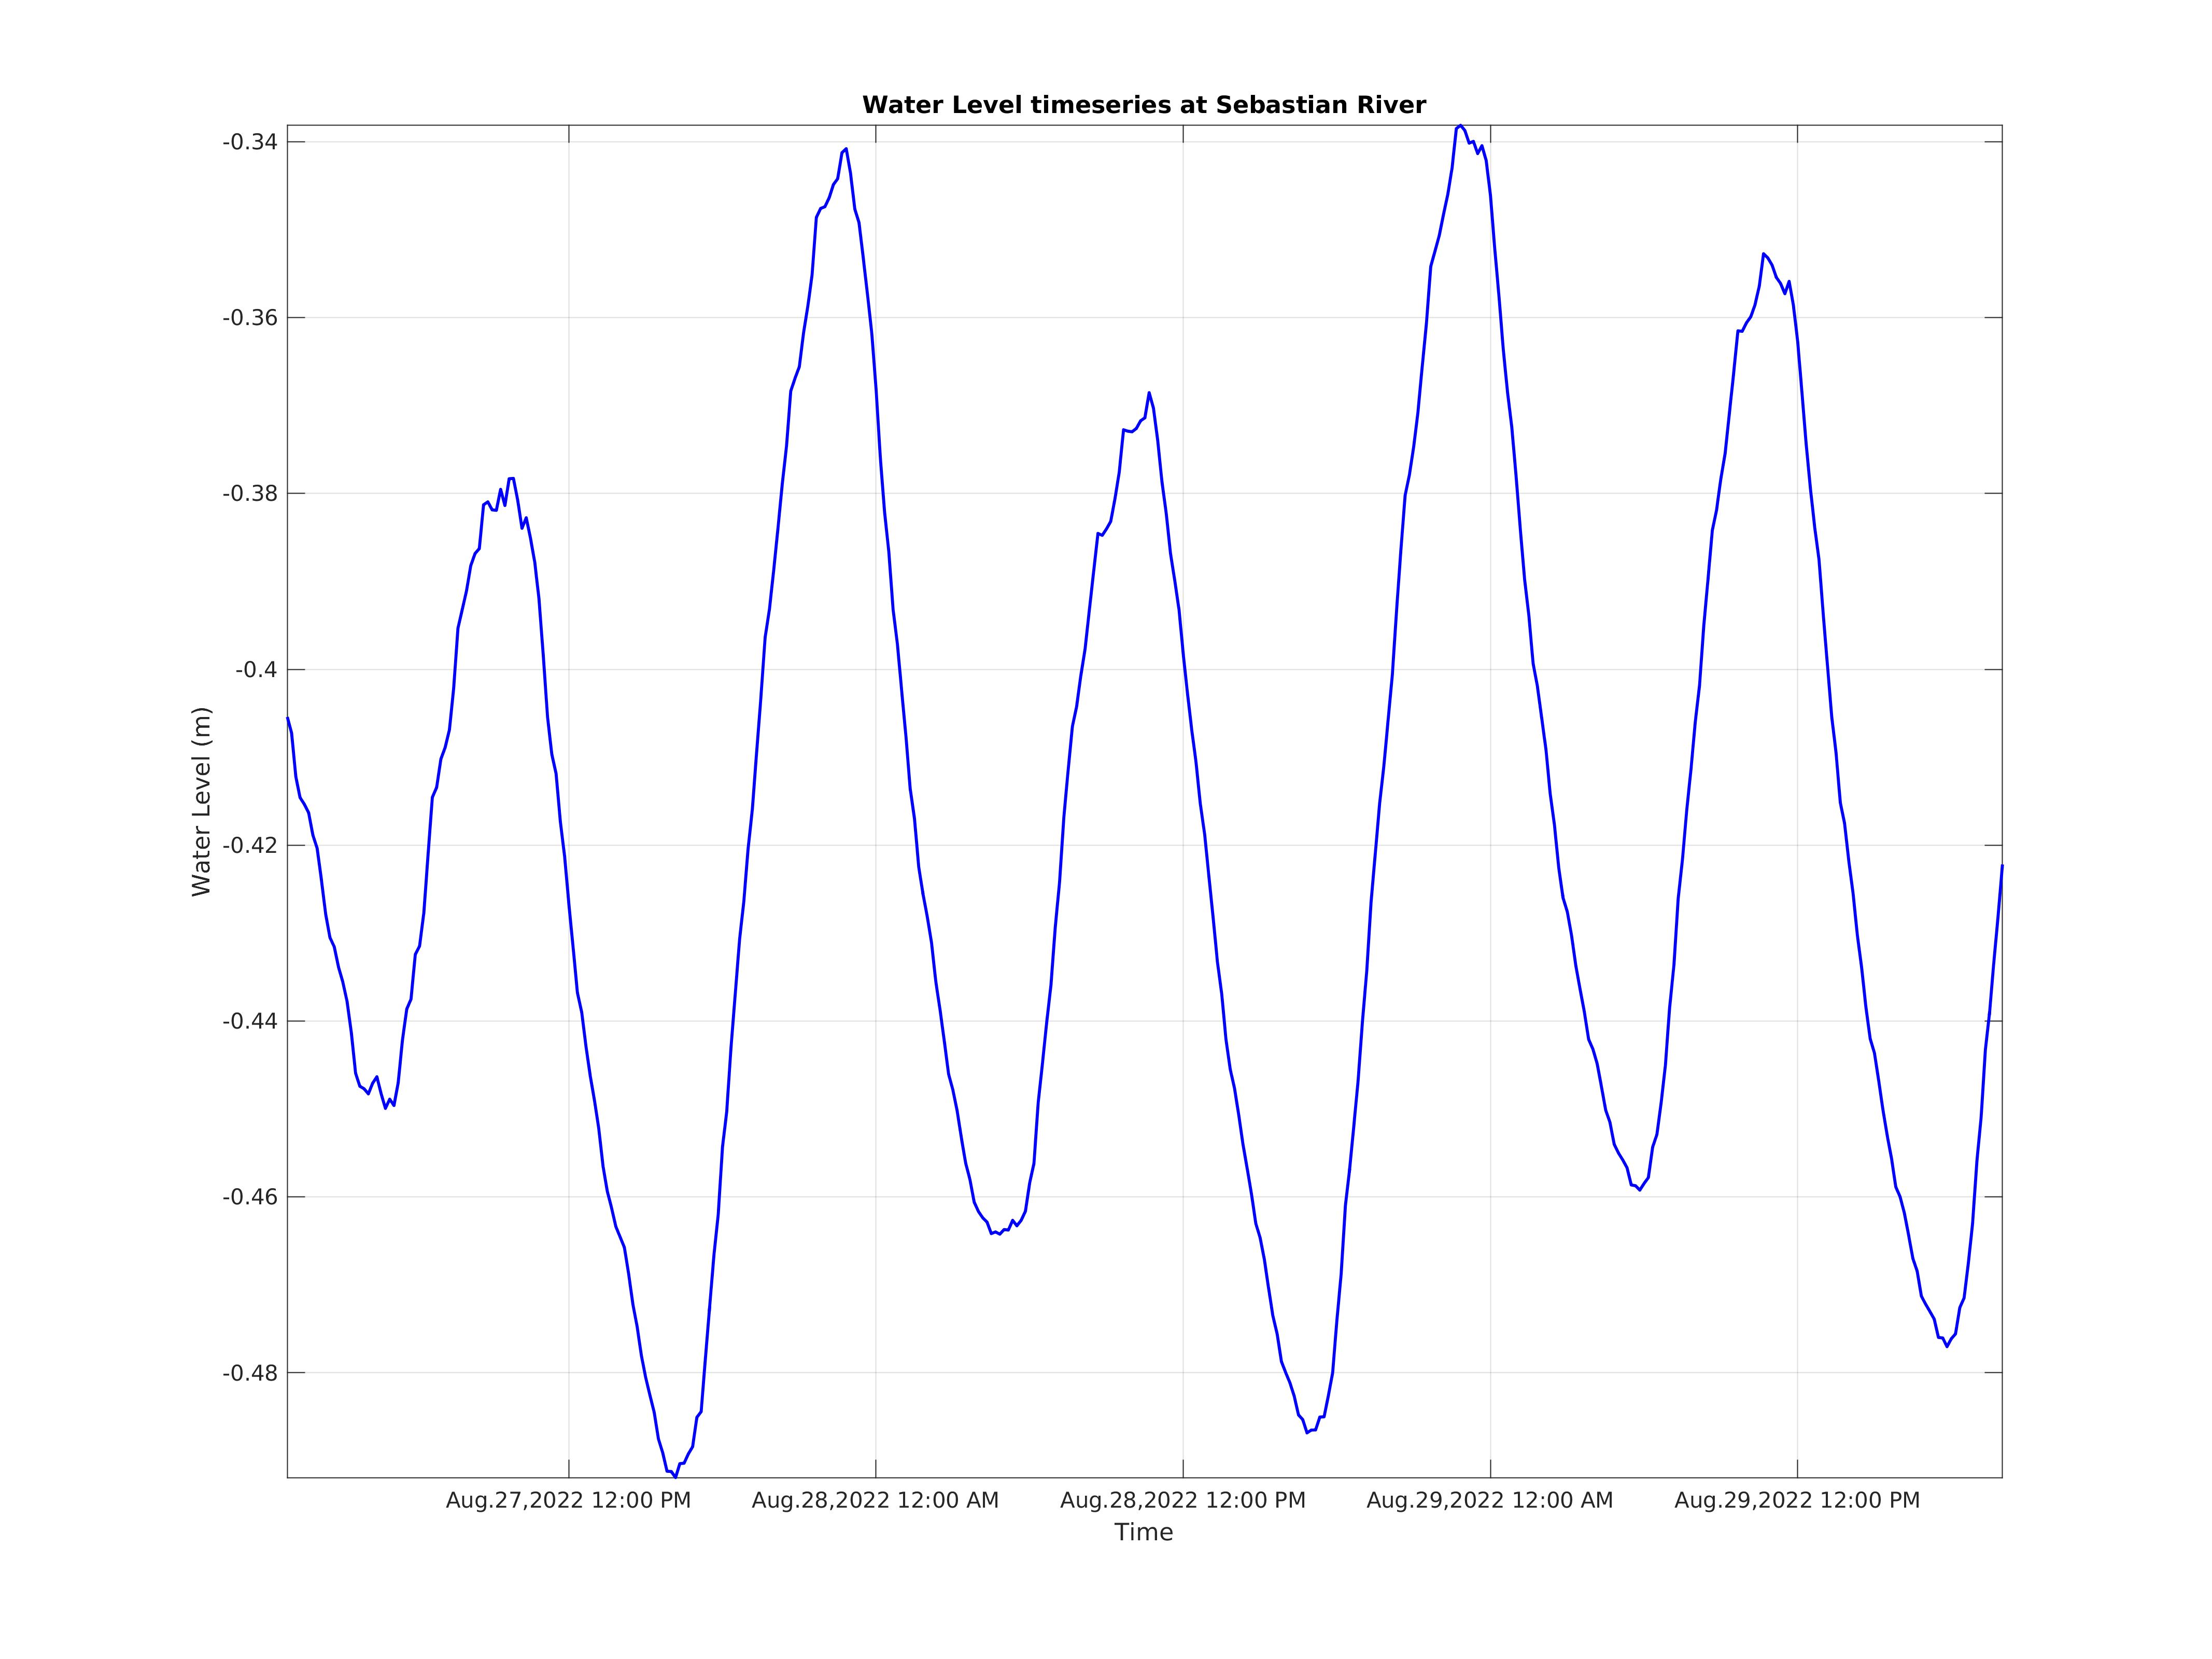 Water Level timeseries at Sebastian River
-0.34
-0.36
-0.38
-0.4
-0.42
-0.44
-0.46
-0.48
Water Level (m)
Aug.27,2022 12:00 PM
Aug.28,2022 12:00 AM
Aug.28,2022 12:00 PM
Aug.29,2022 12:00 AM
Aug.29,2022 12:00 PM
Time